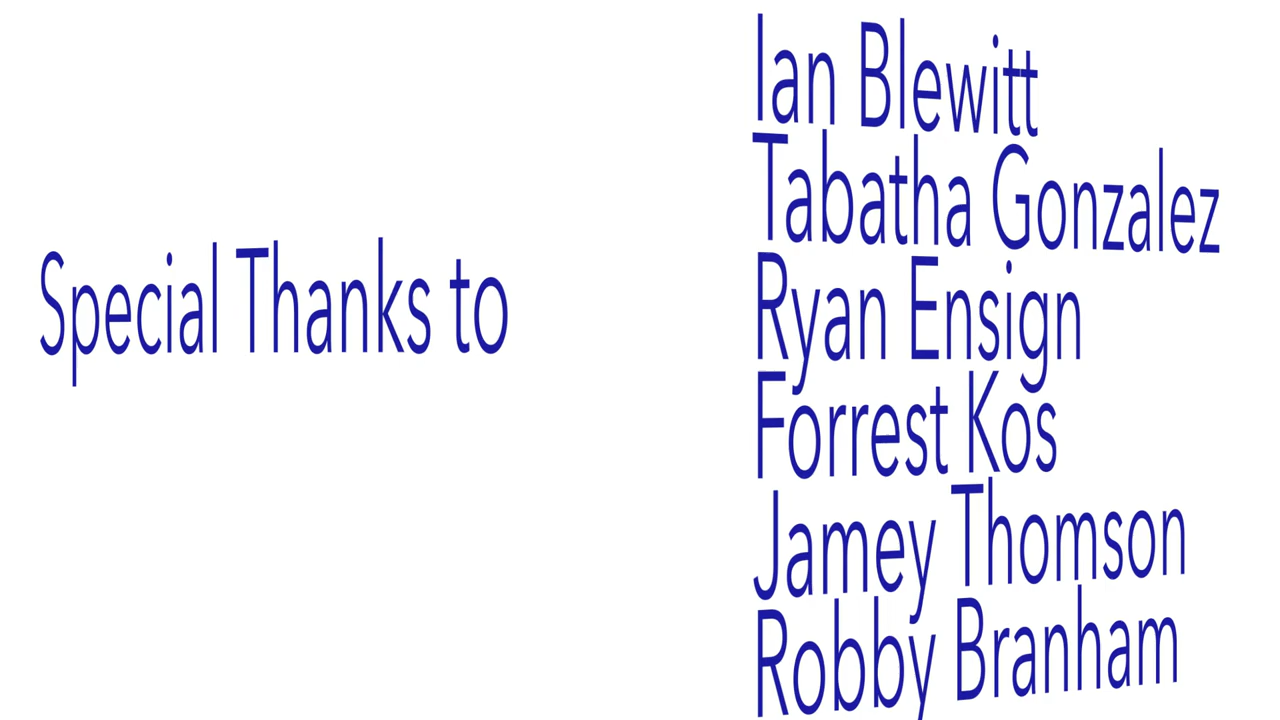 Special Thanks to
Ian Blewitt
Tabatha Gonzalez
Ryan Ensign
Forrest Kos
Jamey Thomson
Robby Branham